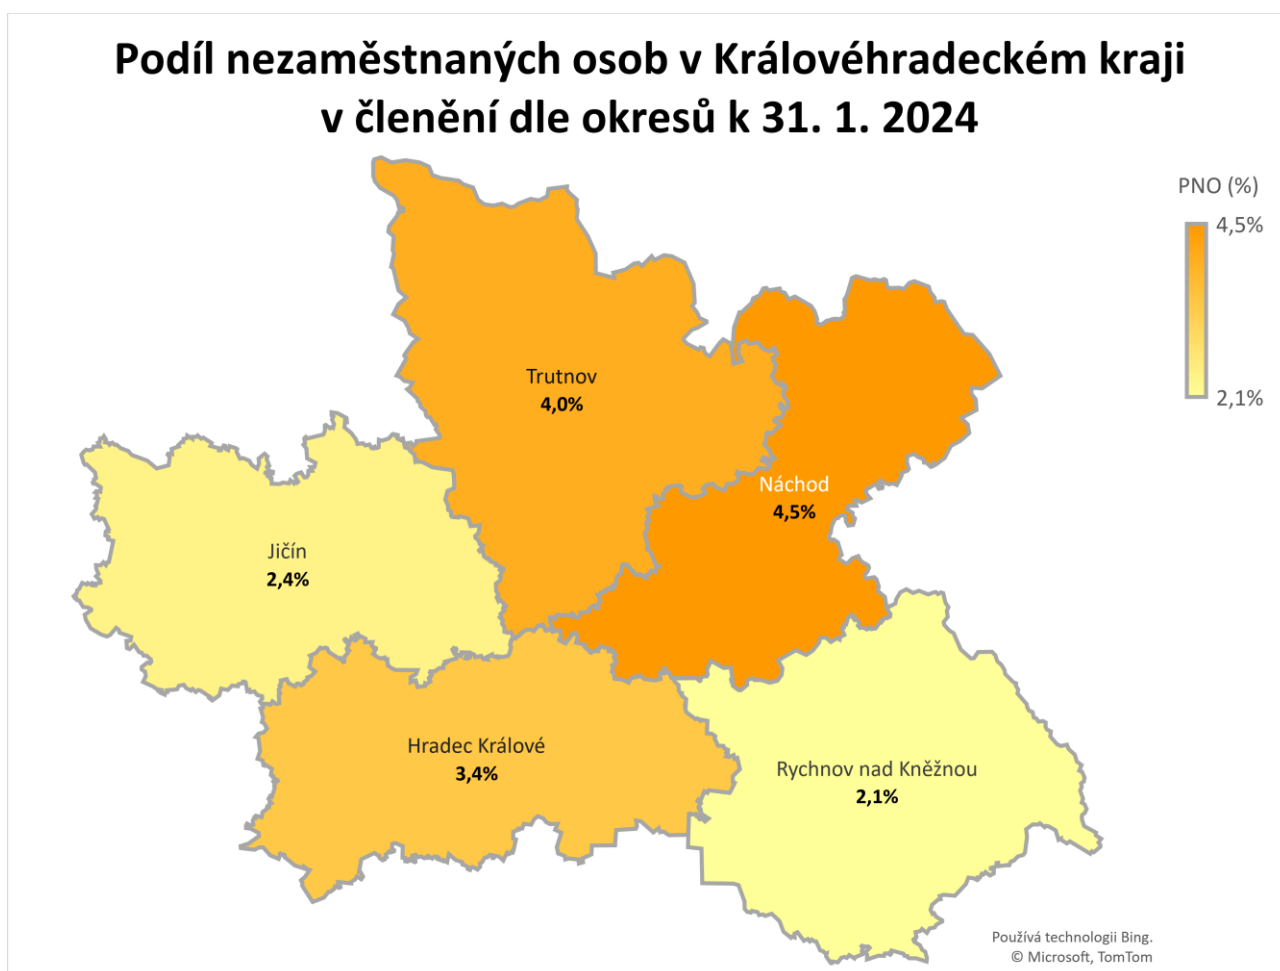 Podíl nezaměstnaných osob v Královéhradeckém kraji
v členění dle okresů k 31. 1. 2024
PNO (%)
4,5%
2,1%
Trutnov
4,0%
Náchod
4,5%
Jičín
2,4%
Hradec Králové
3,4%
Rychnov nad Kněžnou
2,1%
Používá technologii Bing.
© Microsoft, TomTom